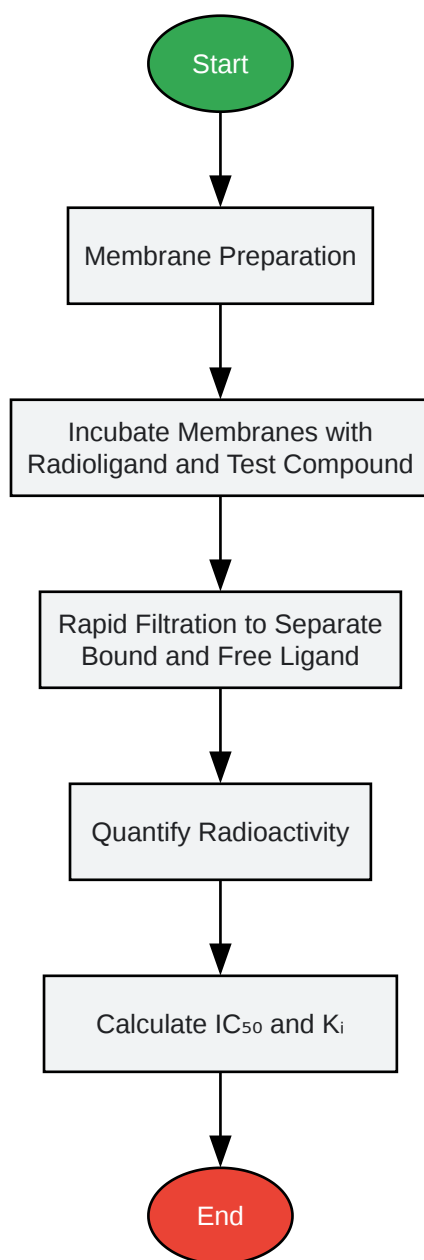 Start
Membrane Preparation
Incubate Membranes with
Radioligand and Test Compound
Rapid Filtration to Separate
Bound and Free Ligand
Quantify Radioactivity
Calculate IC₅₀ and Kᵢ
End